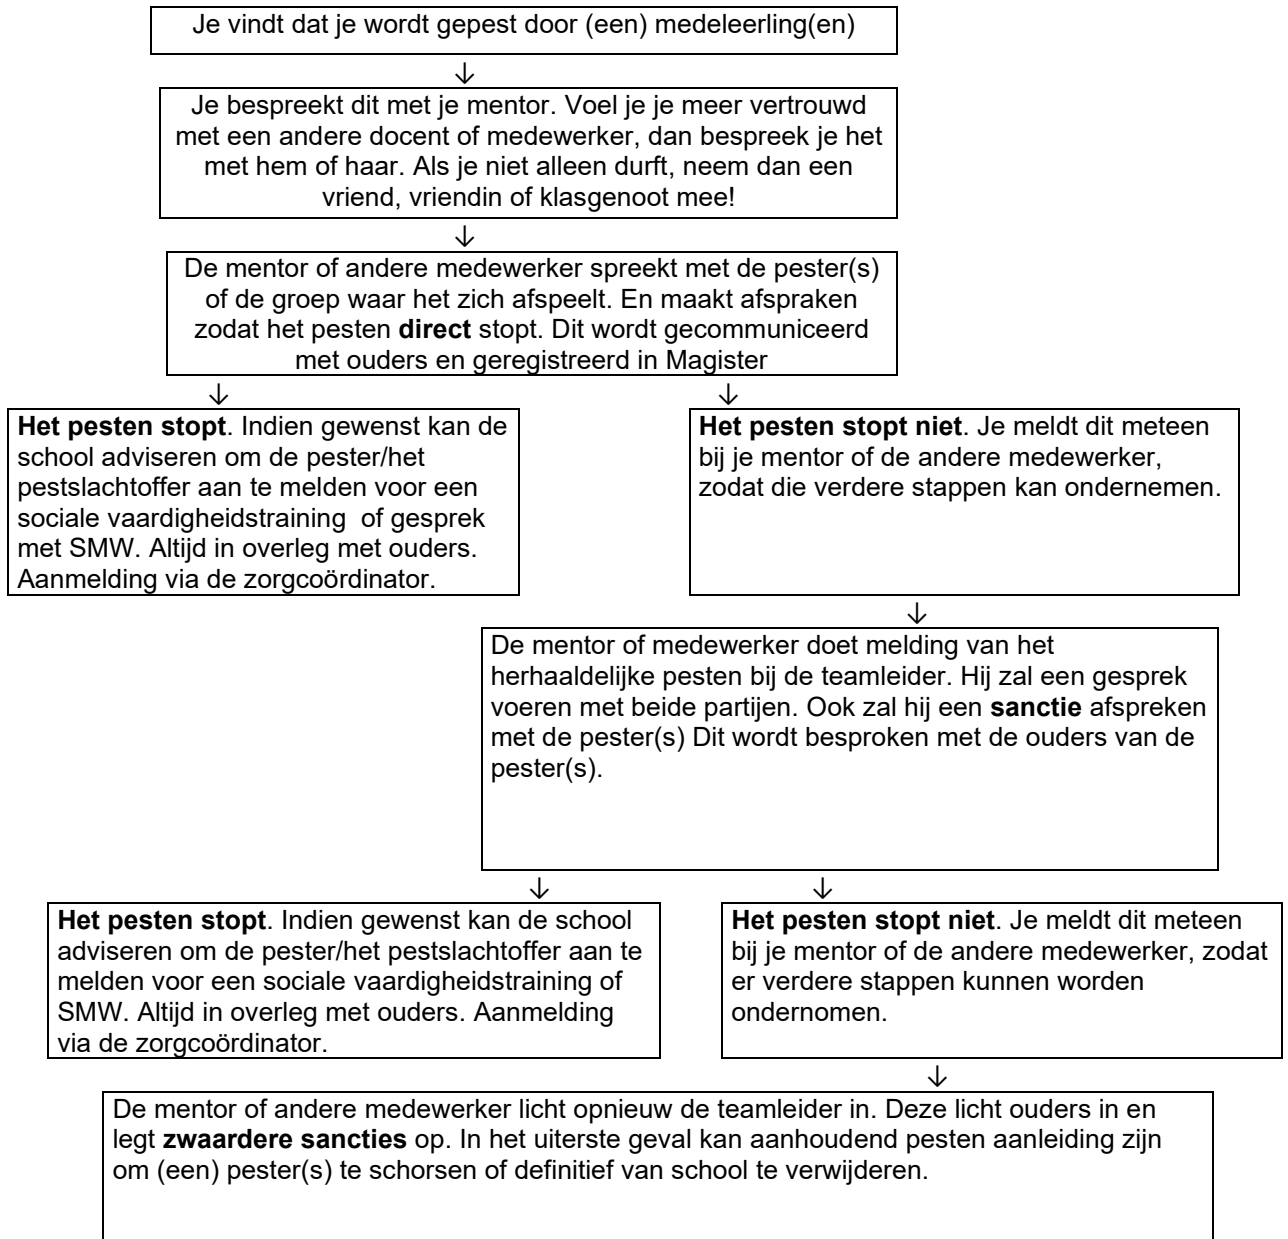 Je vindt dat je wordt gepest door (een) medeleerling(en)
↓
Je bespreekt dit met je mentor. Voel je je meer vertrouwd
met een andere docent of medewerker, dan bespreek je het
met hem of haar. Als je niet alleen durft, neem dan een
vriend, vriendin of klasgenoot mee!
↓
De mentor of andere medewerker spreekt met de pester(s)
of de groep waar het zich afspeelt. En maakt afspraken
zodat het pesten direct stopt. Dit wordt gecommuniceerd
met ouders en geregistreerd in Magister
↓ ↓
Het pesten stopt. Indien gewenst kan de
school adviseren om de pester/het
pestslachtoffer aan te melden voor een
sociale vaardigheidstraining  of gesprek
met SMW. Altijd in overleg met ouders.
Aanmelding via de zorgcoördinator.
Het pesten stopt niet. Je meldt dit meteen
bij je mentor of de andere medewerker,
zodat die verdere stappen kan ondernemen.
↓
De mentor of medewerker doet melding van het
herhaaldelijke pesten bij de teamleider. Hij zal een gesprek
voeren met beide partijen. Ook zal hij een sanctie afspreken
met de pester(s) Dit wordt besproken met de ouders van de
pester(s).
↓ ↓
Het pesten stopt. Indien gewenst kan de school
adviseren om de pester/het pestslachtoffer aan te
melden voor een sociale vaardigheidstraining of
SMW. Altijd in overleg met ouders. Aanmelding
via de zorgcoördinator.
Het pesten stopt niet. Je meldt dit meteen
bij je mentor of de andere medewerker, zodat
er verdere stappen kunnen worden
ondernomen.
↓
De mentor of andere medewerker licht opnieuw de teamleider in. Deze licht ouders in en
legt zwaardere sancties op. In het uiterste geval kan aanhoudend pesten aanleiding zijn
om (een) pester(s) te schorsen of definitief van school te verwijderen.